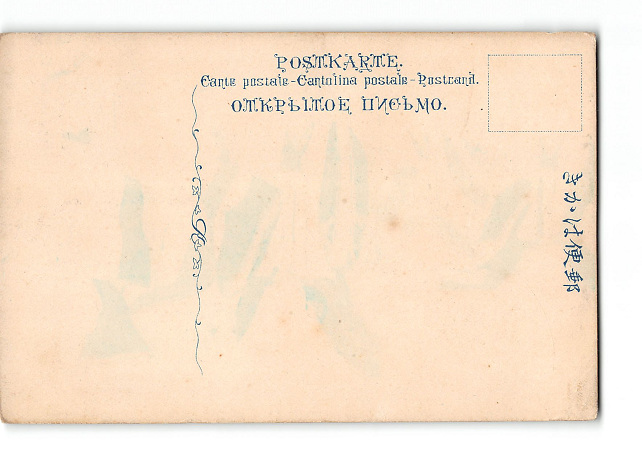 POSTKARTE.
Carte postale-Cartolina postale-Postcard.
ОТКРЫТОЕ ПИСЬМО.
郵便はかき